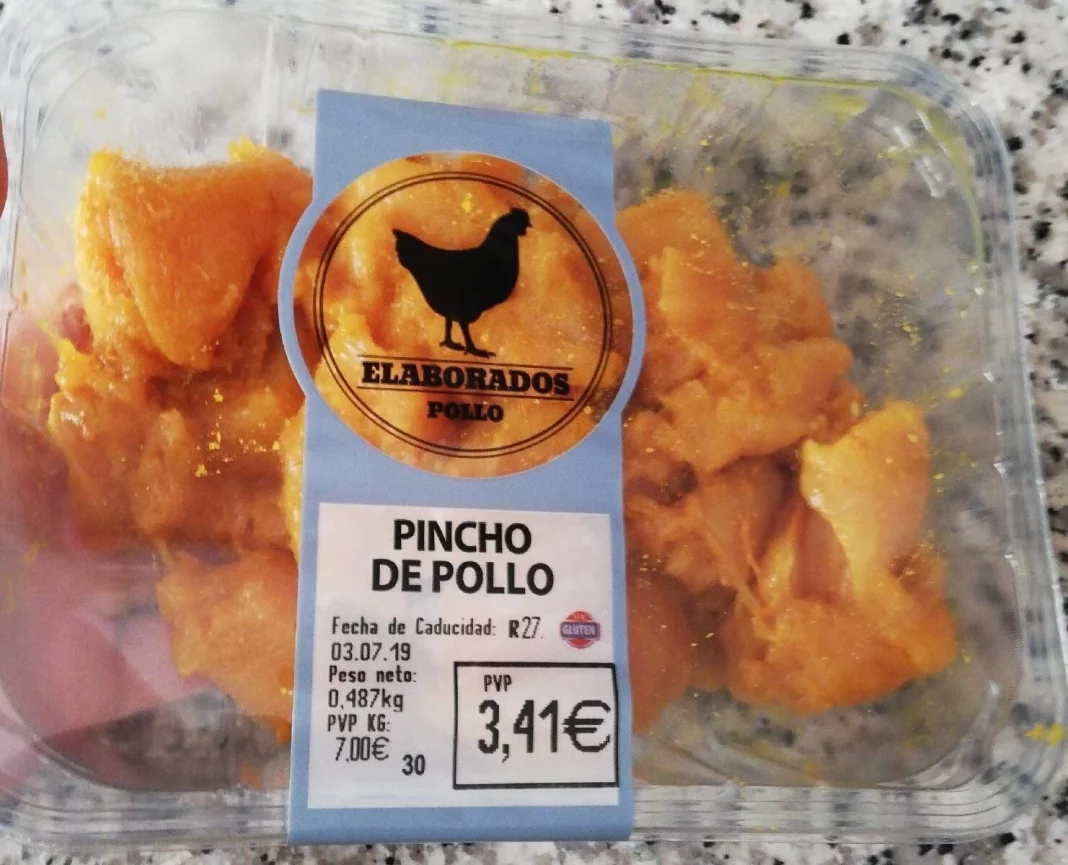 ELABORADOS
POLLO
PINCHO
DE POLLO
Fecha de Caducidad: R27.
GLUTEN
03.07.19
Peso neto:
0,487kg
PVP KG:
7.00€
30
PVP
3,41€